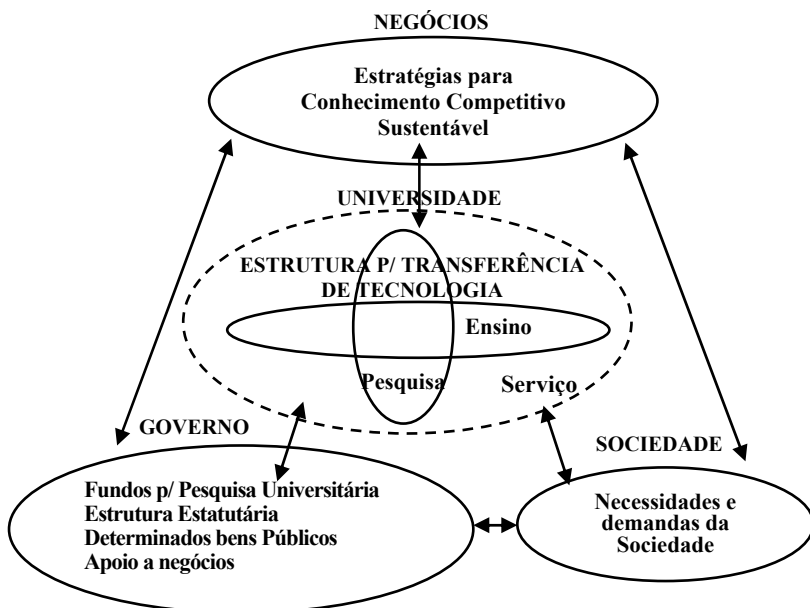 NEGÓCIOS
Estratégias para
Conhecimento Competitivo
Sustentável
UNIVERSIDADE
ESTRUTURA P/ TRANSFERÊNCIA
DE TECNOLOGIA
Ensino
Pesquisa
Serviço
GOVERNO
Fundos p/ Pesquisa Universitária
Estrutura Estatutária
Determinados bens Públicos
Apoio a negócios
SOCIEDADE
Necessidades e
demandas da
Sociedade